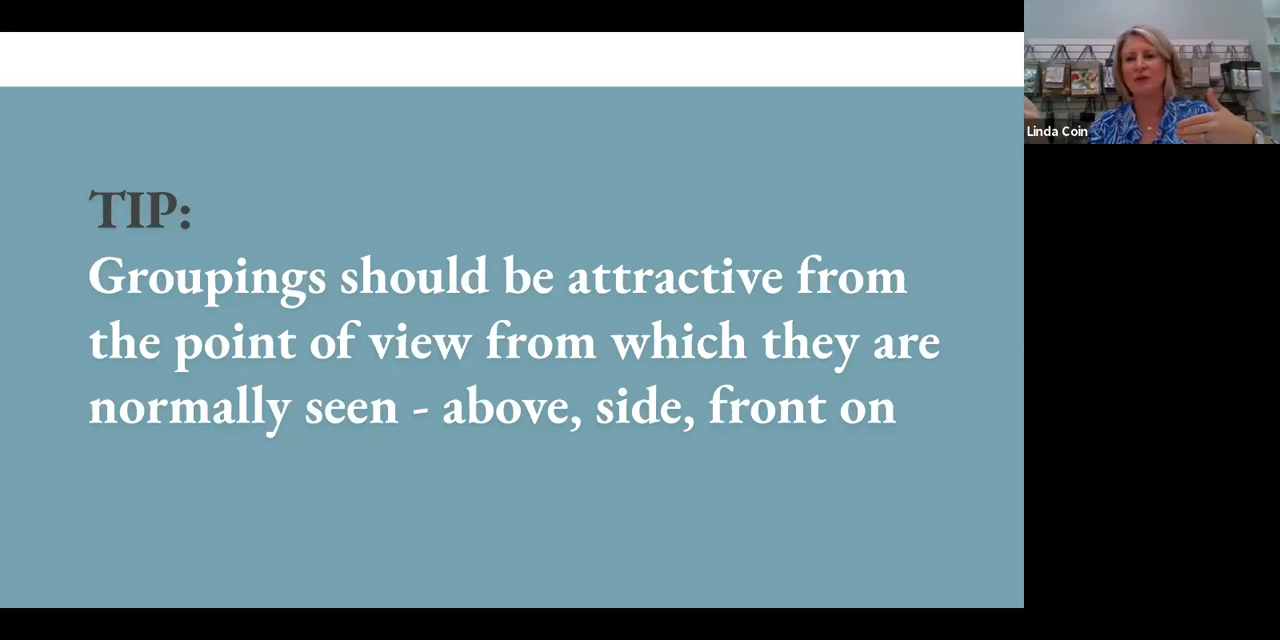 TIP:
Groupings should be attractive from
the point of view from which they are
normally seen - above, side, front on
Linda Coin